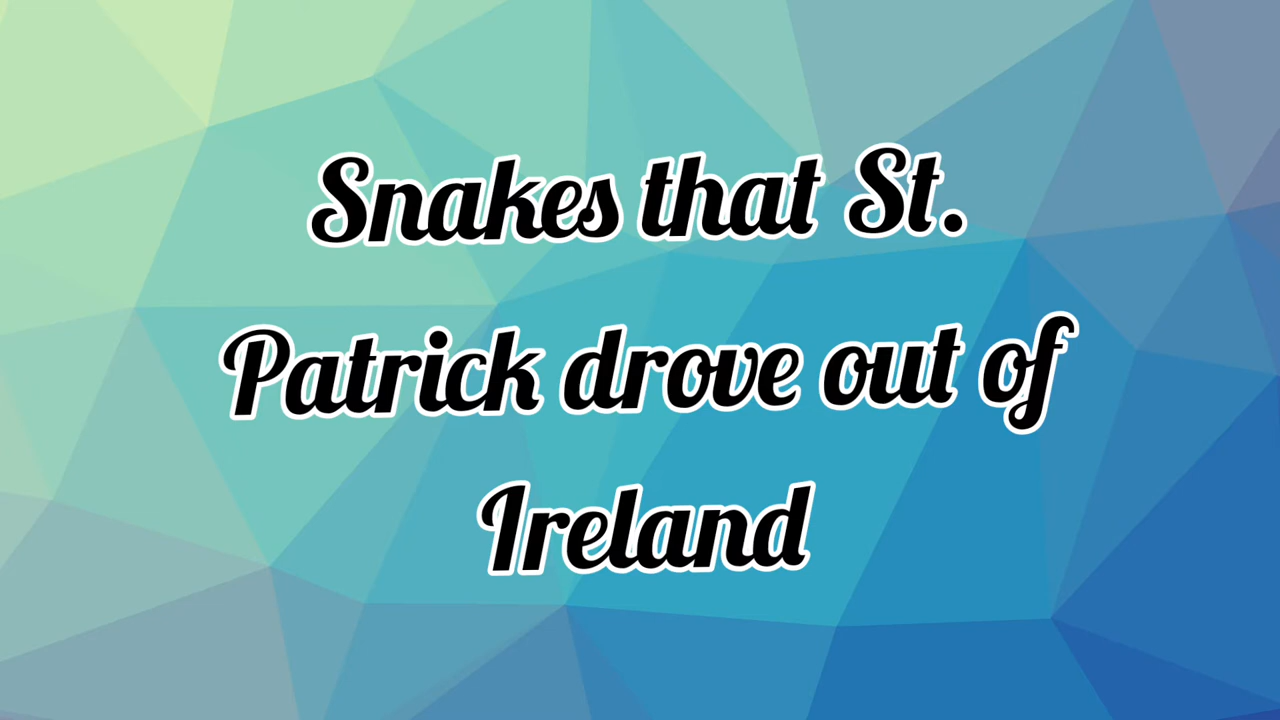 Snakes that St.
Patrick drove out of
Ireland